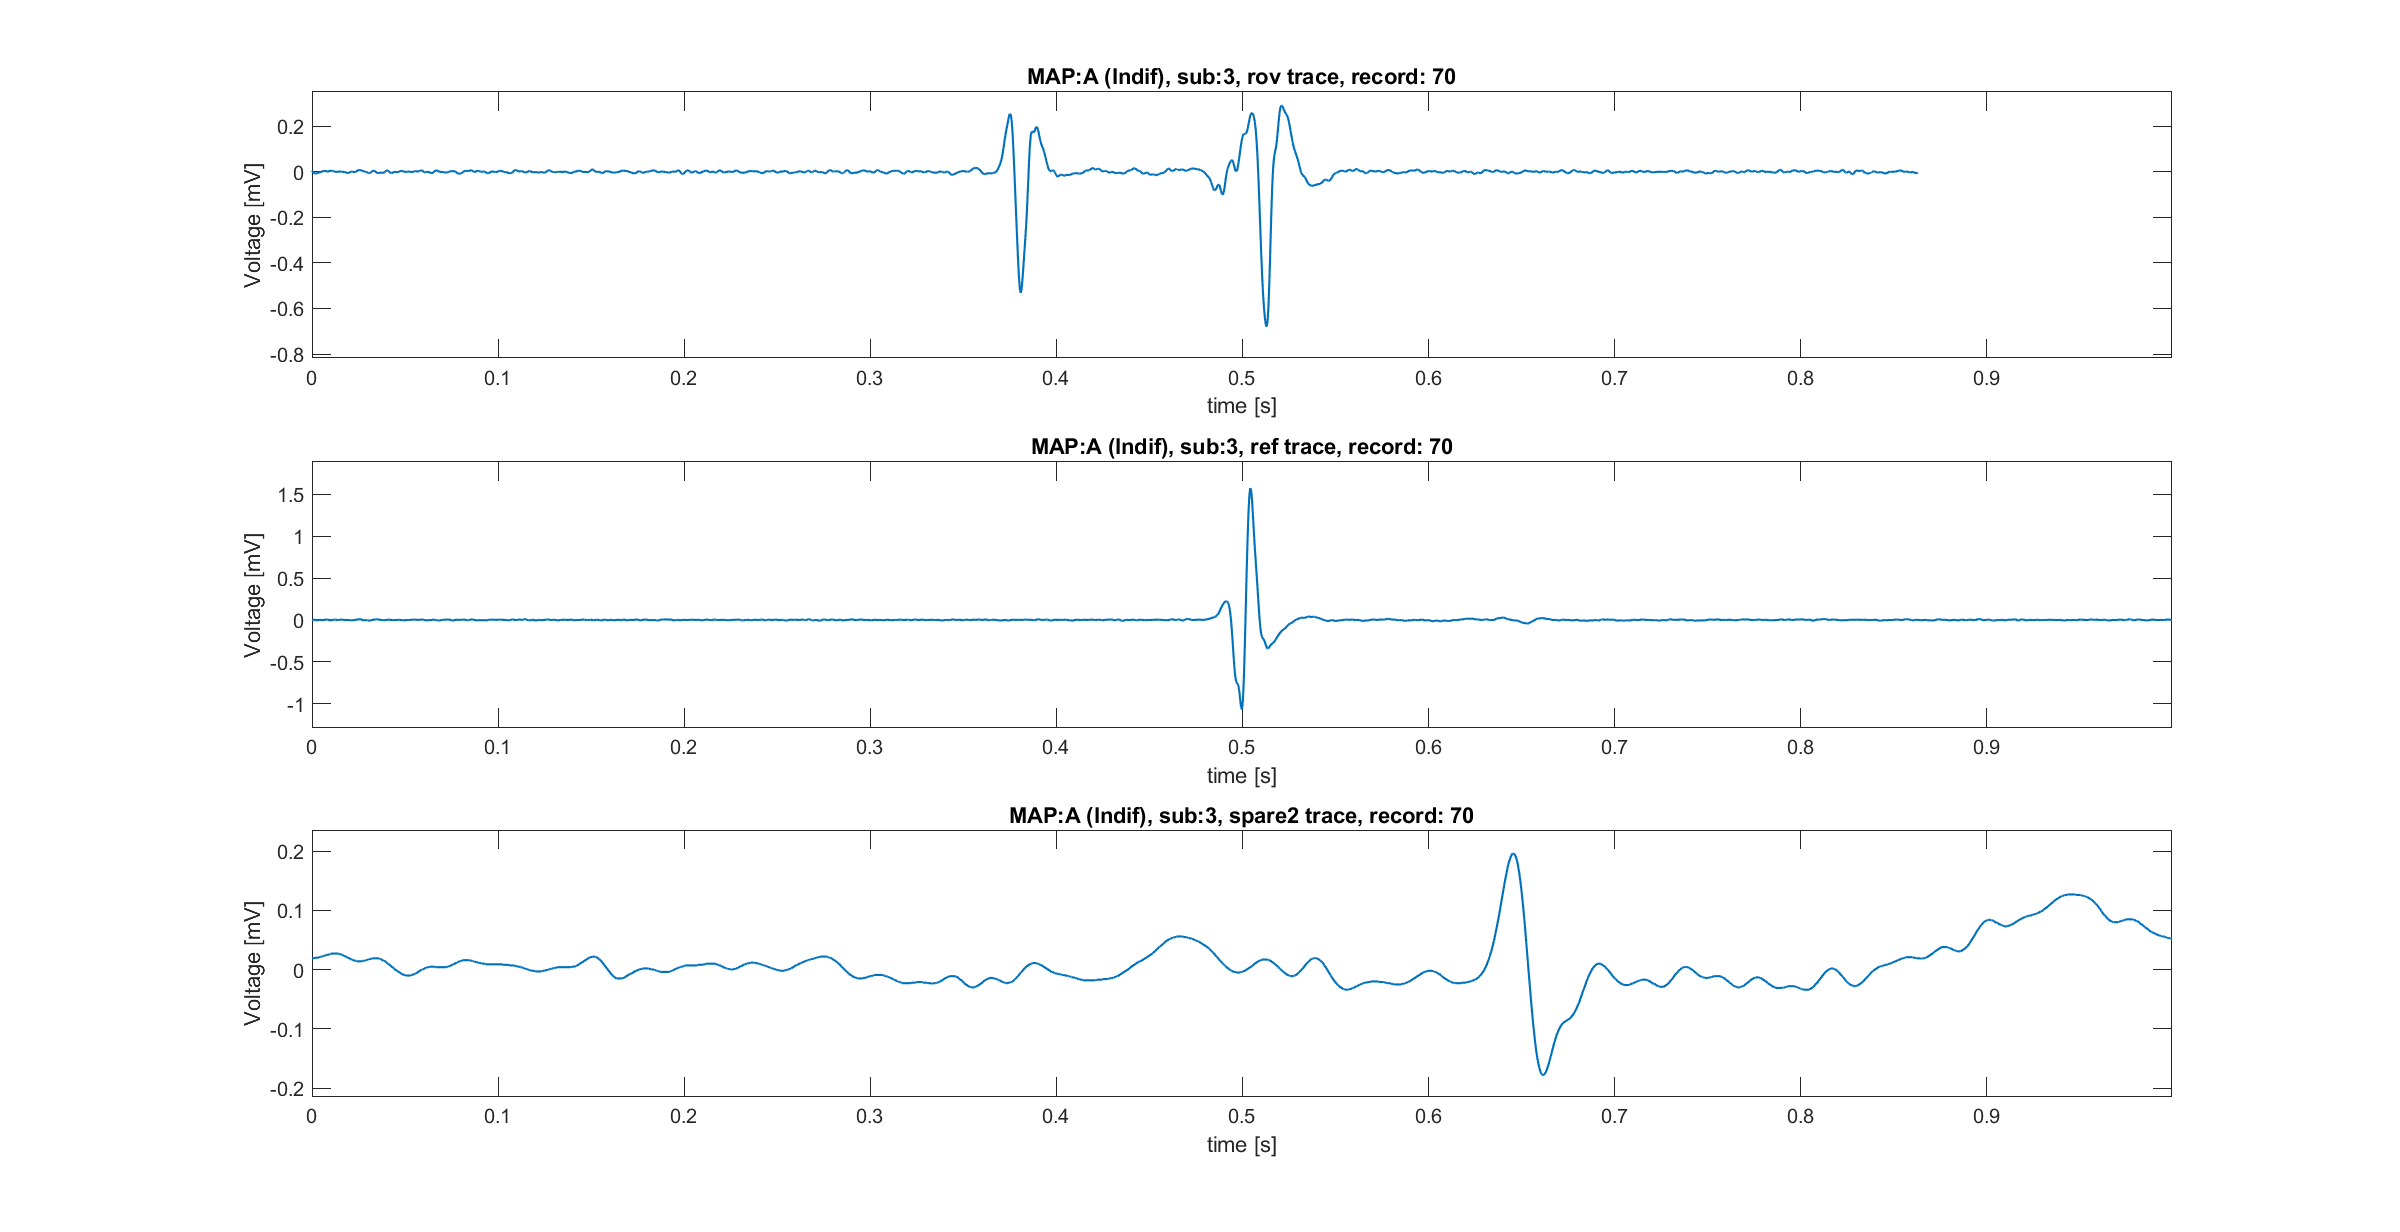 MAP:A (Indif), sub:3, rov trace, record: 70
0.2
0
-0.2
-0.4
-0.6
-0.8
Voltage [mV]
0 0.1 0.2 0.3 0.4 0.5 0.6 0.7 0.8 0.9
time [s]
MAP:A (Indif), sub:3, ref trace, record: 70
1.5
1
0.5
0
-0.5
-1
Voltage [mV]
0 0.1 0.2 0.3 0.4 0.5 0.6 0.7 0.8 0.9
time [s]
MAP:A (Indif), sub:3, spare2 trace, record: 70
0.2
0.1
0
-0.1
-0.2
Voltage [mV]
0 0.1 0.2 0.3 0.4 0.5 0.6 0.7 0.8 0.9
time [s]